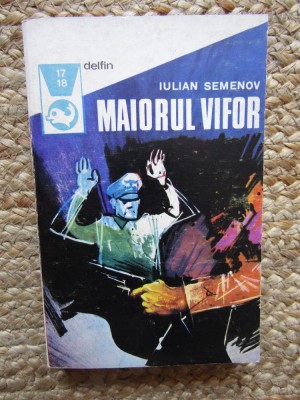 17
18
delfin
IULIAN SEMENOV
MAIORUL VIFOR